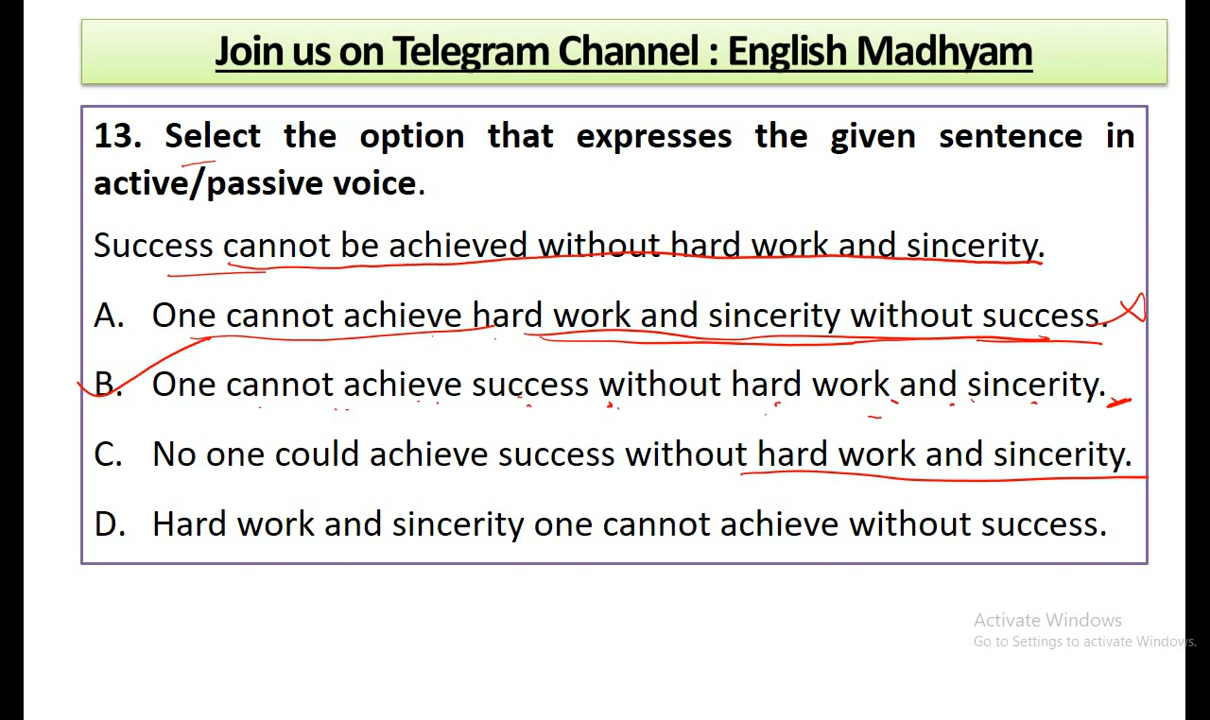 Join us on Telegram Channel : English Madhyam
13. Select the option that expresses the given sentence in
active/passive voice.
Success cannot be achieved without hard work and sincerity.
A. One cannot achieve hard work and sincerity without success.
B. One cannot achieve success without hard work and sincerity.
C. No one could achieve success without hard work and sincerity.
D. Hard work and sincerity one cannot achieve without success.
Activate Windows
Go to Settings to activate Windows.